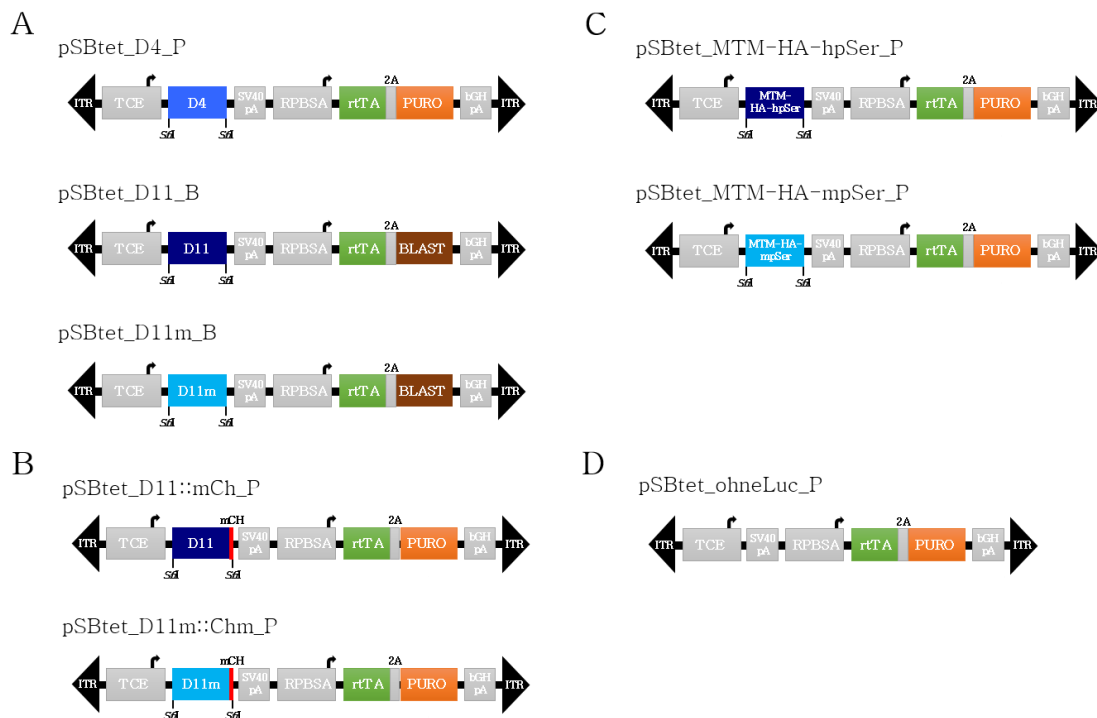 A
pSBtet_D4_P
2A
ITR TCE D4 SV40 pA RPBSA rtTA PURO bGH pA ITR
SfiI SfiI
pSBtet_D11_B
2A
ITR TCE D11 SV40 pA RPBSA rtTA BLAST bGH pA ITR
SfiI SfiI
pSBtet_D11m_B
2A
ITR TCE D11m SV40 pA RPBSA rtTA BLAST bGH pA ITR
SfiI SfiI
B
pSBtet_D11::mCh_P
mCH 2A
ITR TCE D11 SV40 pA RPBSA rtTA PURO bGH pA ITR
SfiI SfiI
pSBtet_D11m::Chm_P
mCH 2A
ITR TCE D11m SV40 pA RPBSA rtTA PURO bGH pA ITR
SfiI SfiI
C
pSBtet_MTM-HA-hpSer_P
2A
ITR TCE MTM-HA-hpSer SV40 pA RPBSA rtTA PURO bGH pA ITR
SfiI SfiI
pSBtet_MTM-HA-mpSer_P
2A
ITR TCE MTM-HA-mpSer SV40 pA RPBSA rtTA PURO bGH pA ITR
SfiI SfiI
D
pSBtet_ohneLuc_P
2A
ITR TCE SV40 pA RPBSA rtTA PURO bGH pA ITR